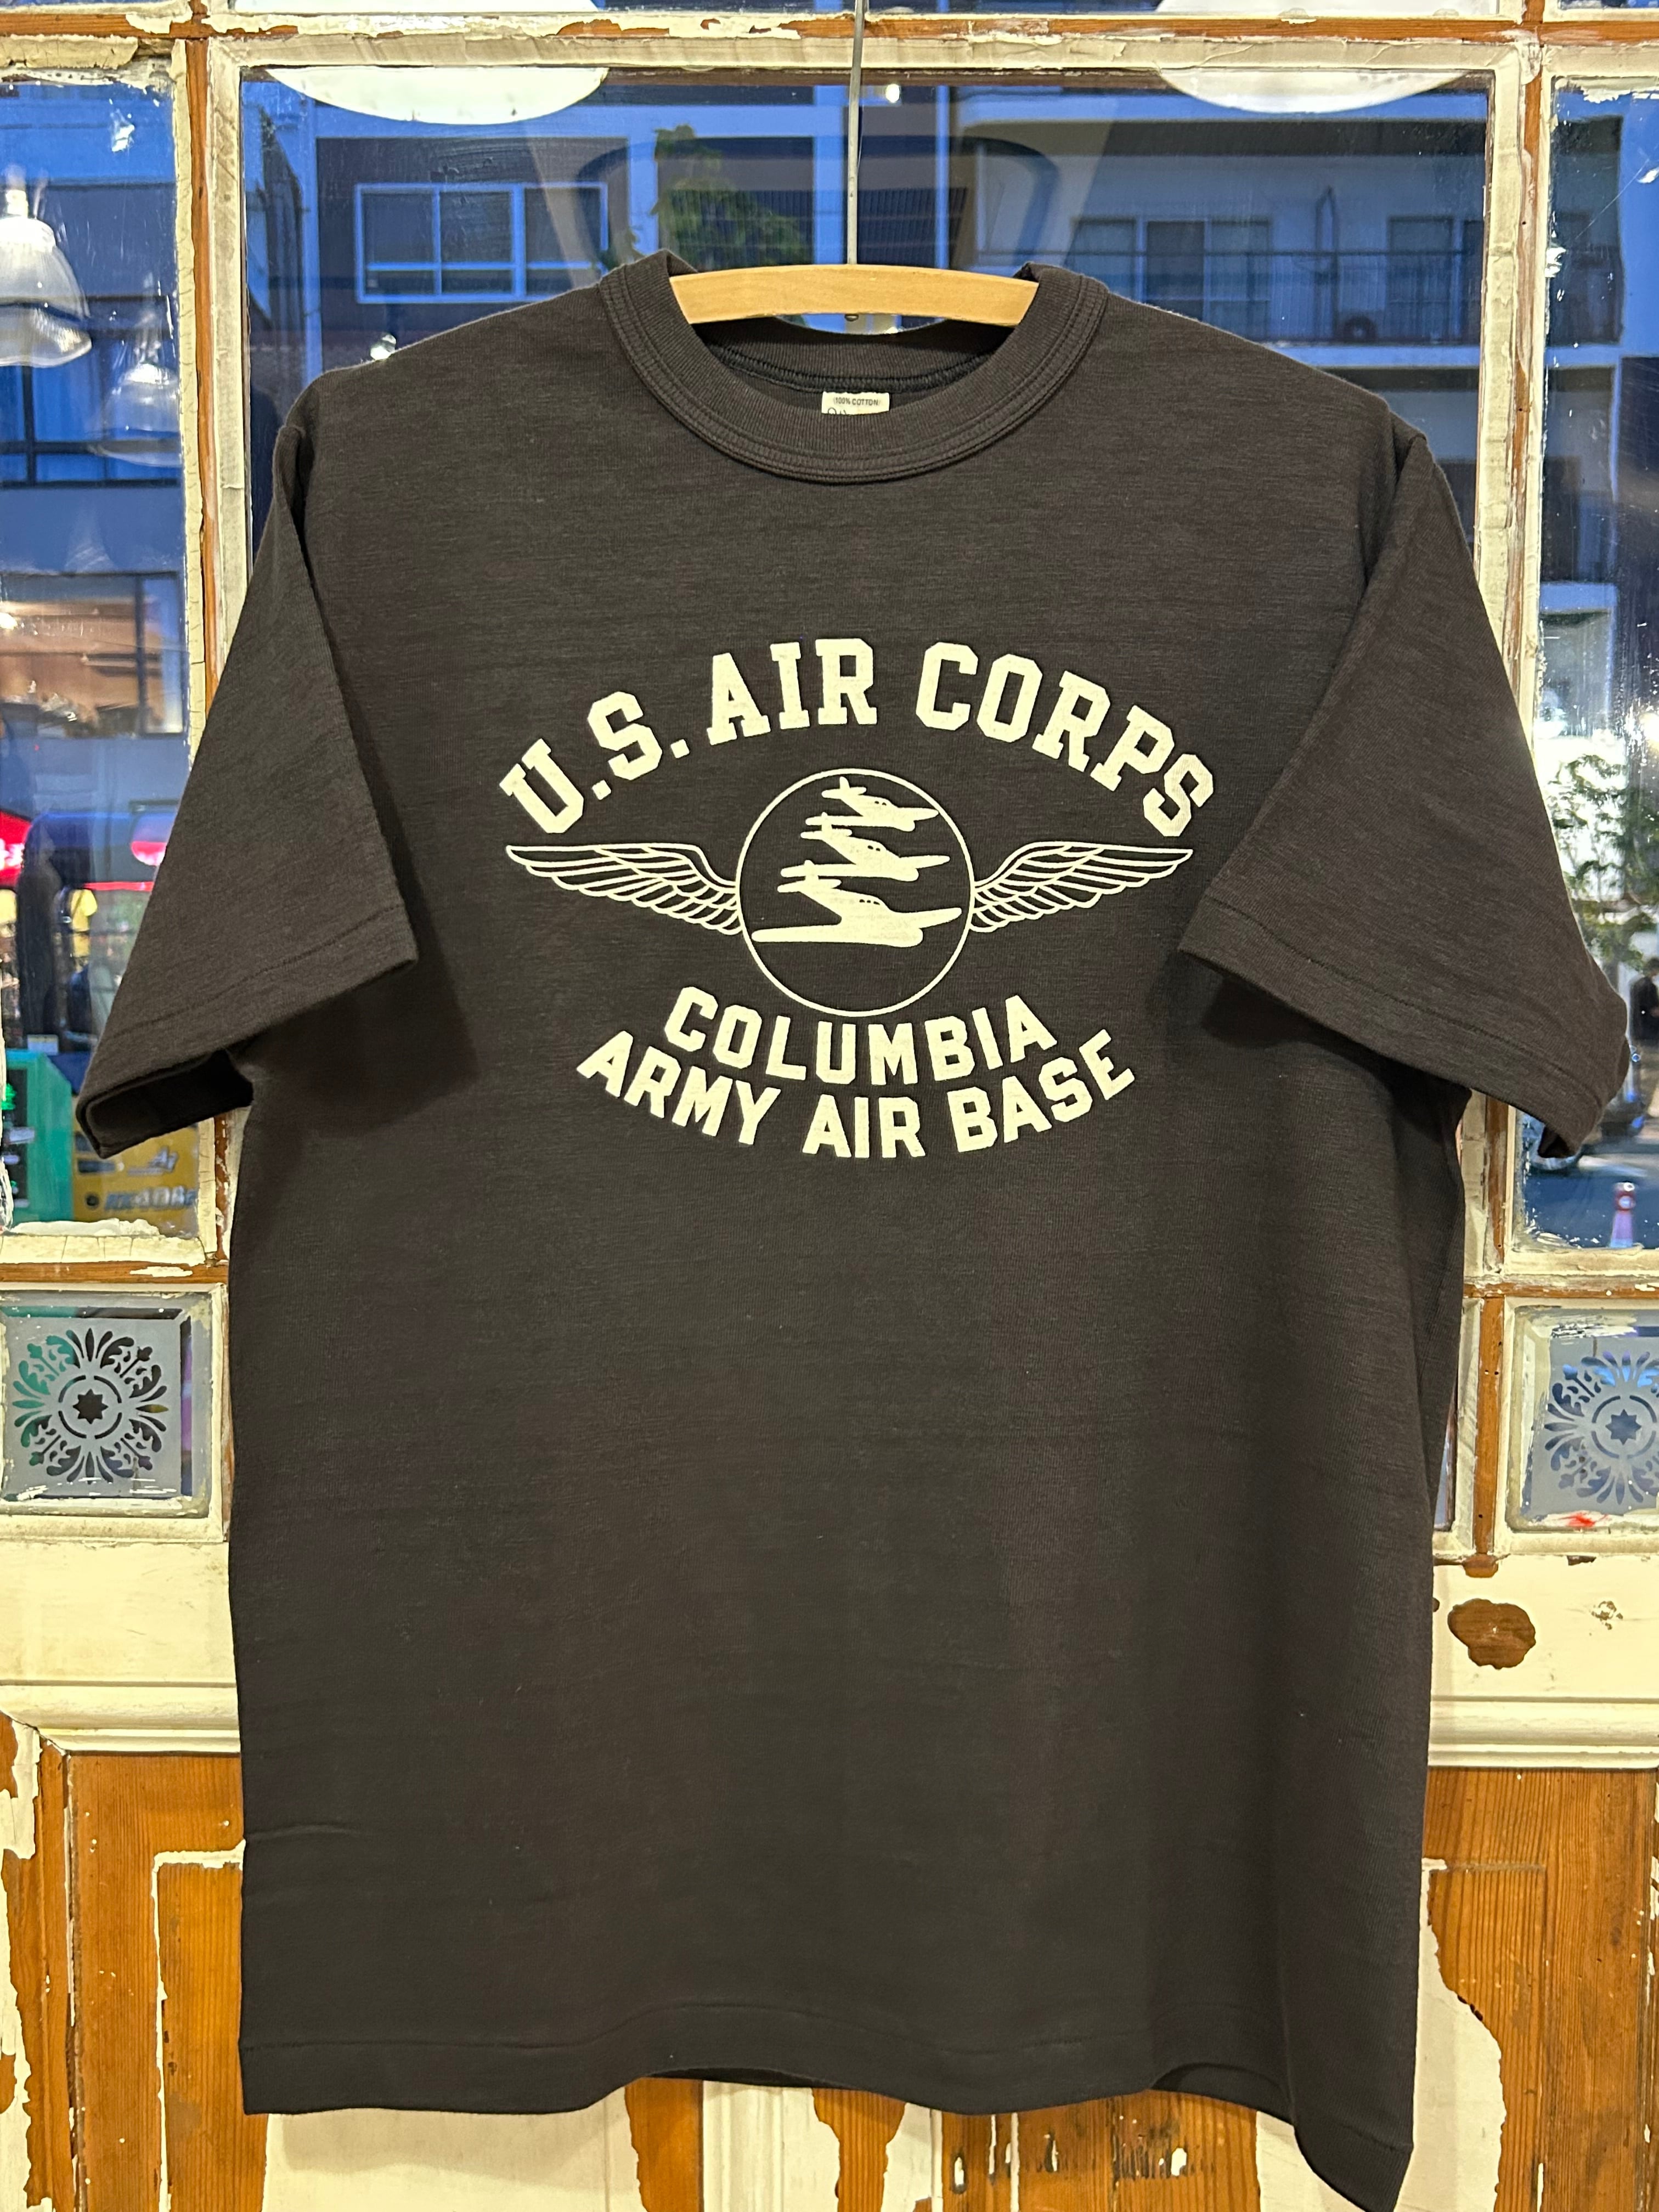 100% COTTON
U.S. AIR CORPS
COLUMBIA
ARMY AIR BASE